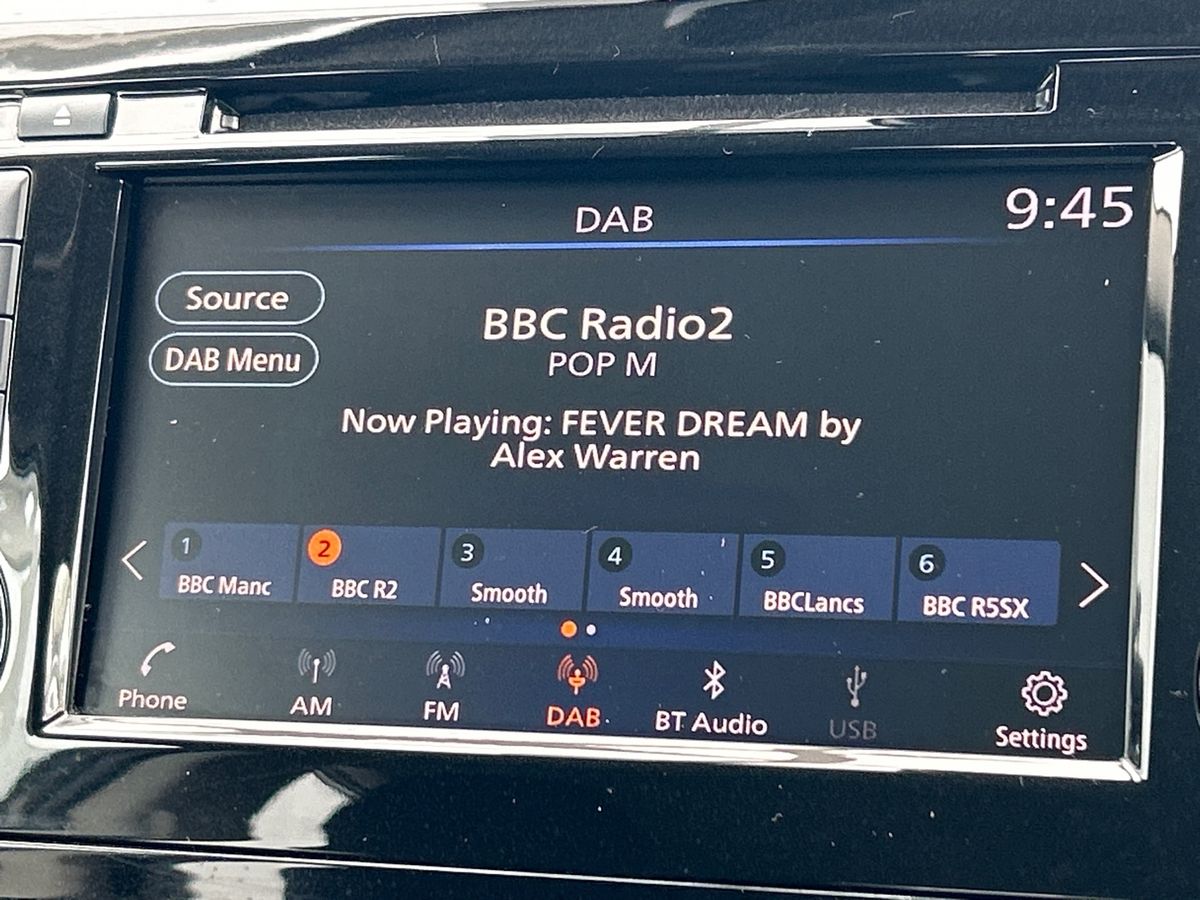 DAB
9:45
Source
DAB Menu
BBC Radio2
POP M
Now Playing: FEVER DREAM by
Alex Warren
1
BBC Manc
2
BBC R2
3
Smooth
4
Smooth
5
BBCLancs
6
BBC R5SX
Phone
AM
FM
DAB
BT Audio
USB
Settings